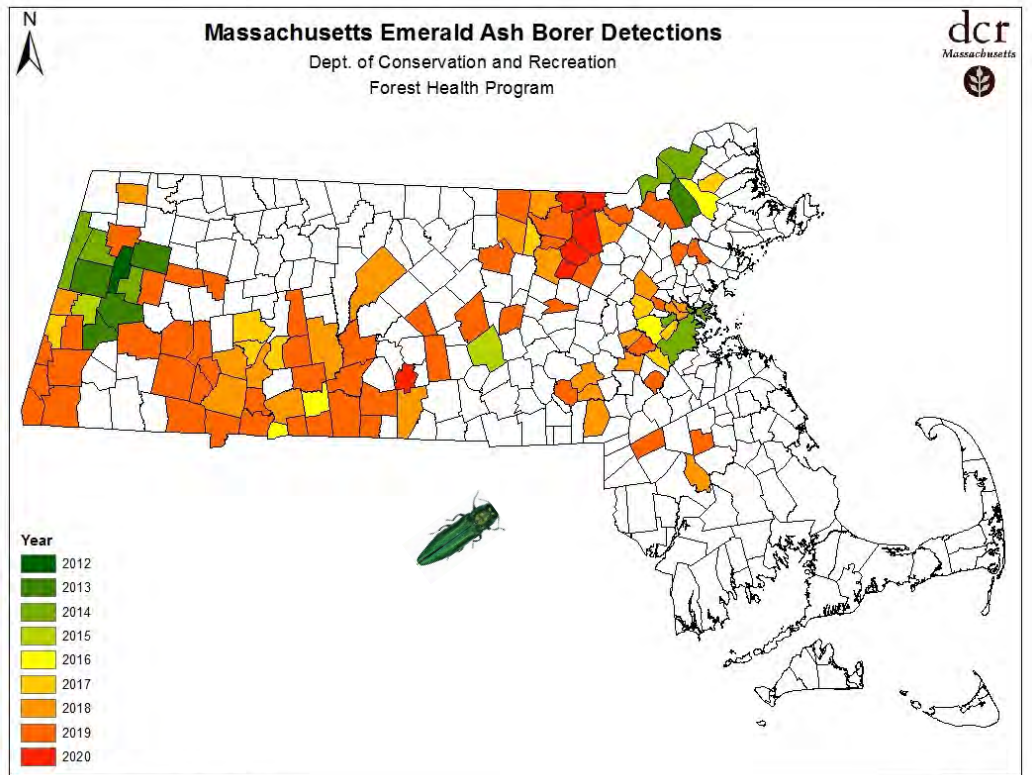 N
Massachusetts Emerald Ash Borer Detections
Dept. of Conservation and Recreation
Forest Health Program
dcr
Massachusetts
Year
2012
2013
2014
2015
2016
2017
2018
2019
2020